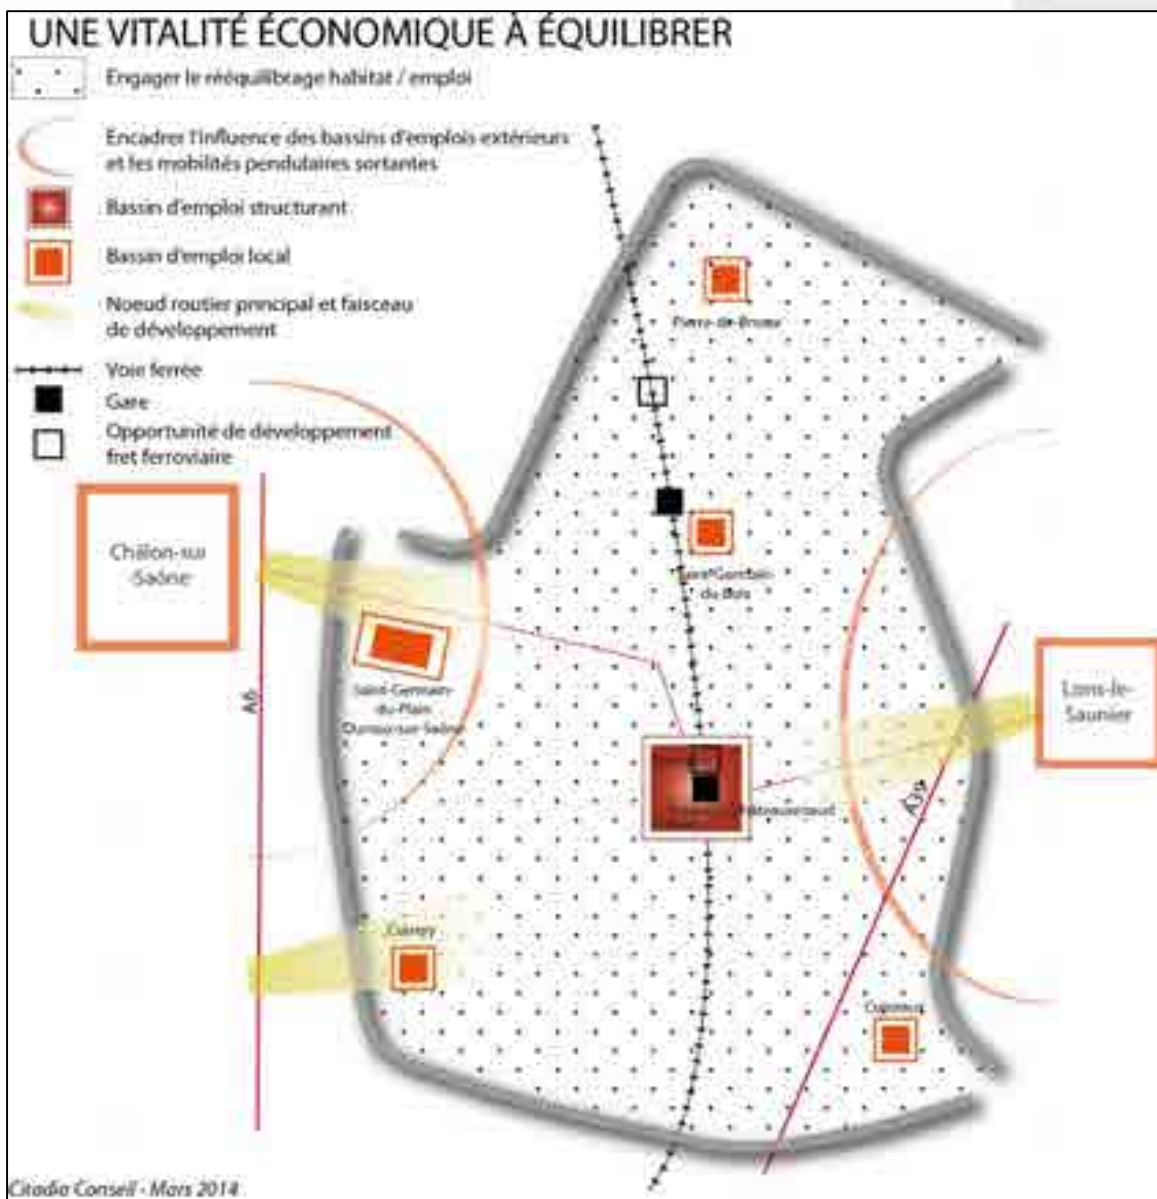 UNE VITALITÉ ÉCONOMIQUE À ÉQUILIBRER
Engager le rééquilibrage habitat / emploi
Encadrer l'influence des bassins d'emplois extérieurs
et les mobilités pendulaires sortantes
Bassin d'emploi structurant
Bassin d'emploi local
Noeud routier principal et faisceau
de développement
Voie ferrée
Gare
Opportunité de développement
fret ferroviaire
Pierre-de-Bresse
Châlon-sur
-Saône
Saint-Germain-
du-Bois
A6
Saint-Germain-
du-Plain
Ouroux-sur-Saône
Lons-le-
Saunier
A39
Châteaurenaud
Cuisery
Cuiseaux
Citadia Conseil - Mars 2014